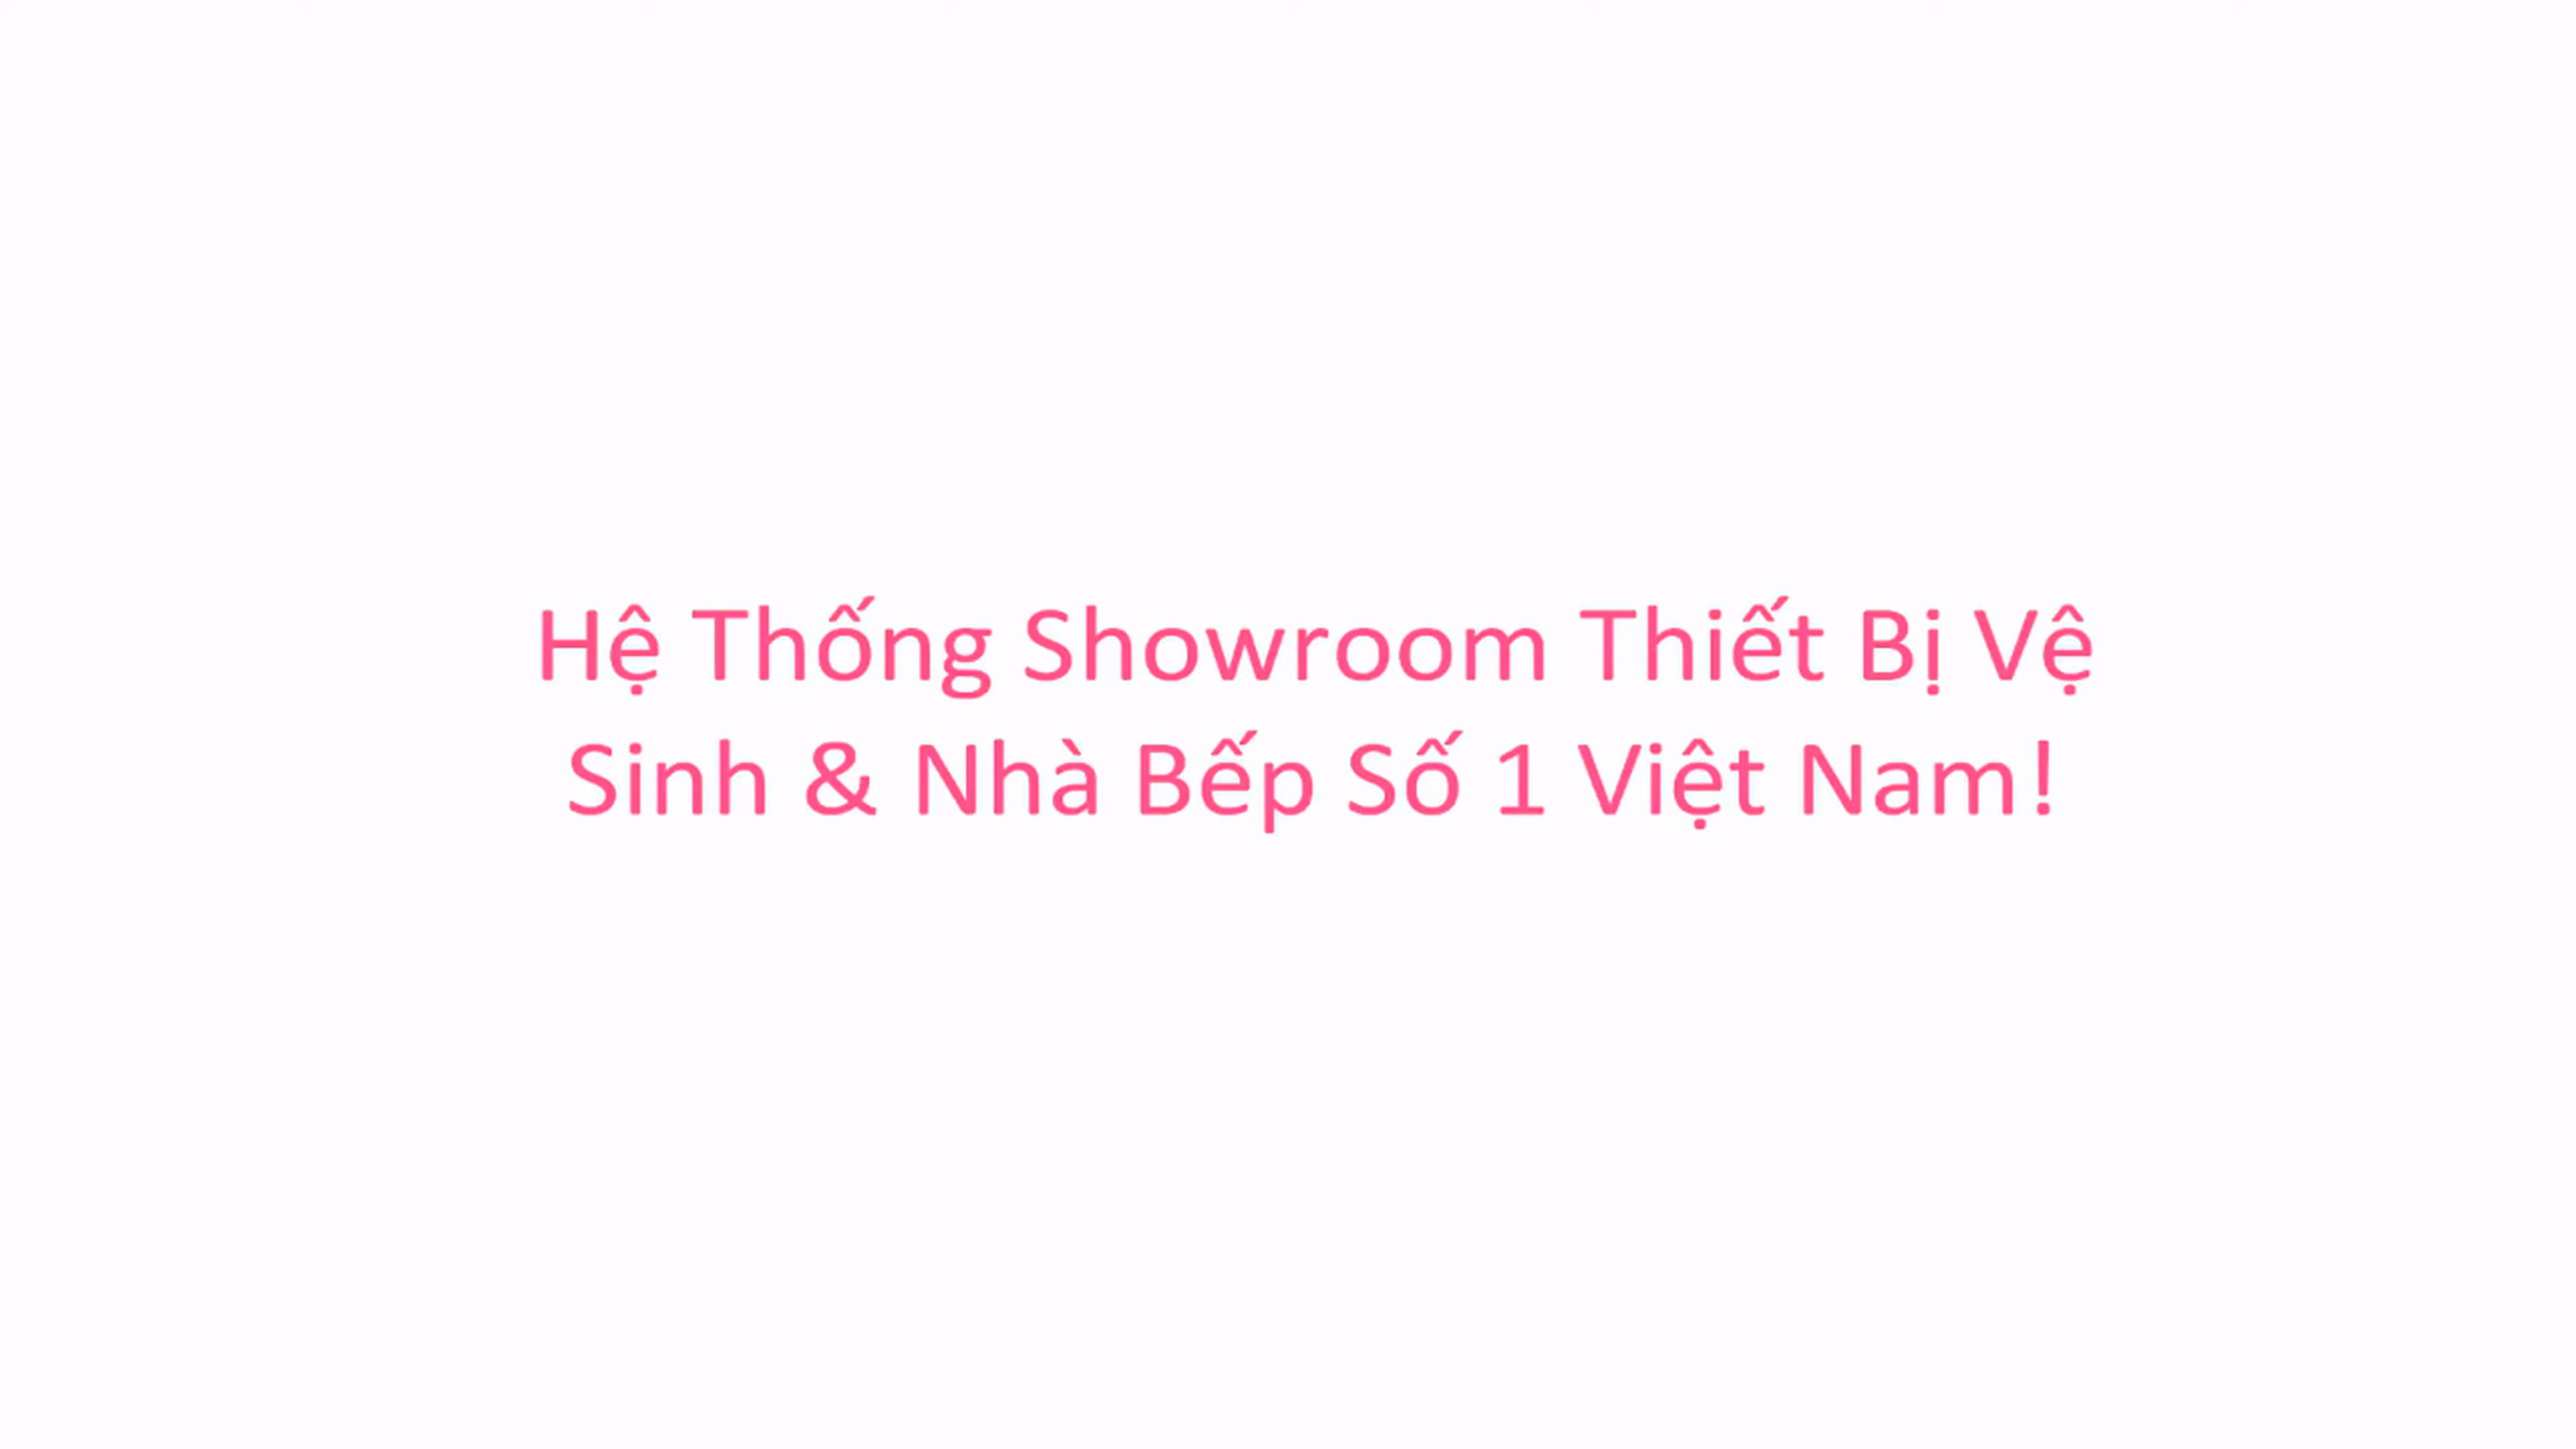 Hệ Thống Showroom Thiết Bị Vệ
Sinh & Nhà Bếp Số 1 Việt Nam!